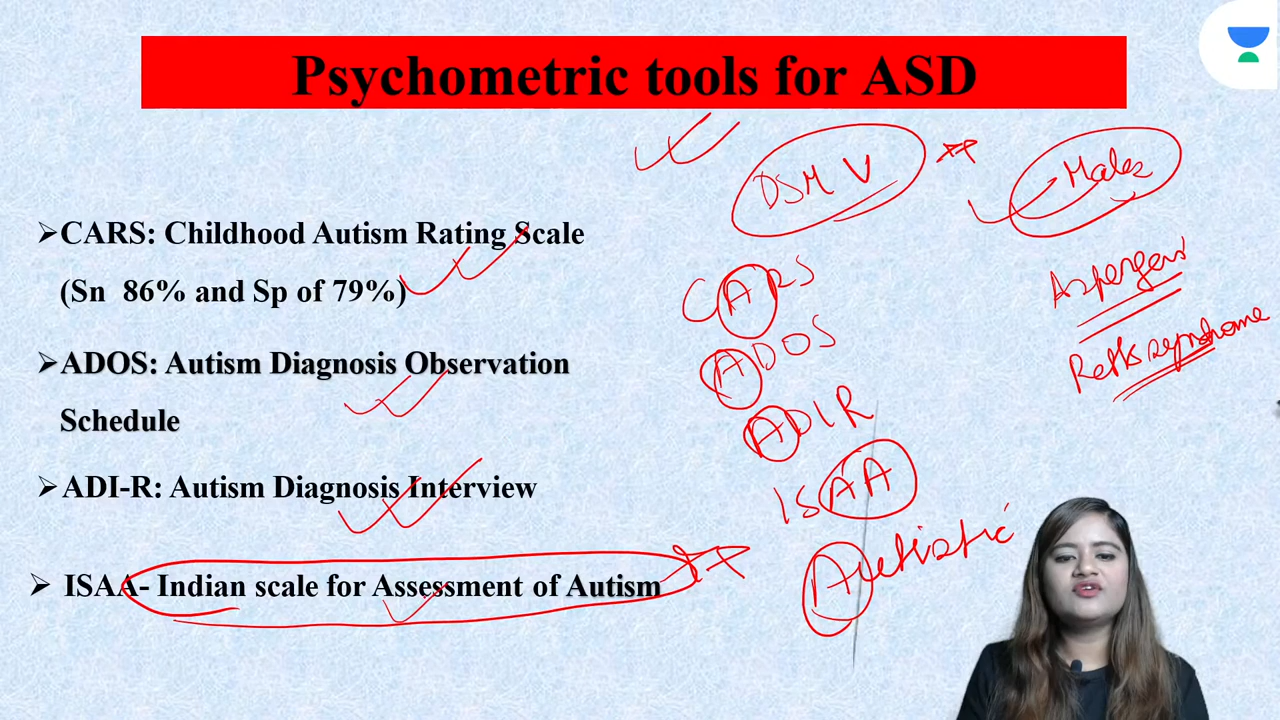 Psychometric tools for ASD
➢CARS: Childhood Autism Rating Scale
(Sn 86% and Sp of 79%)
➢ADOS: Autism Diagnosis Observation
Schedule
➢ADI-R: Autism Diagnosis Interview
➢ ISAA- Indian scale for Assessment of Autism
DSM V
Males
CARS
Aspergers
ADOS
Retts syndrome
ADIR
ISAA
Autistic